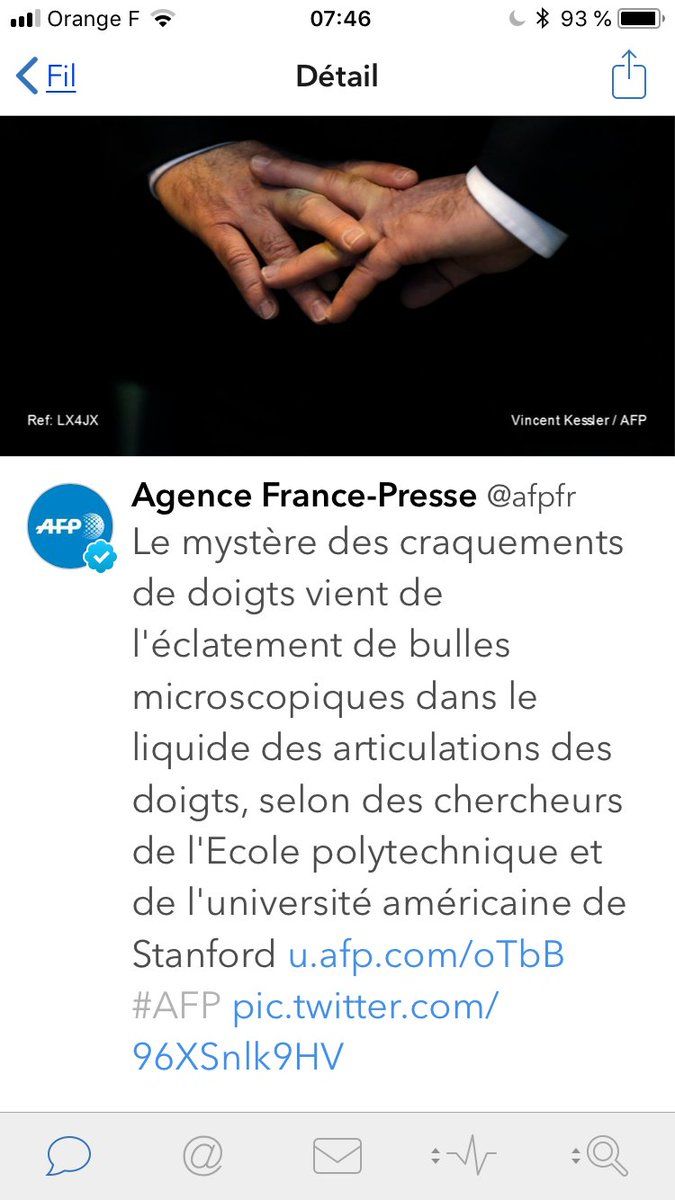 Orange F 07:46 93 %
Fil Détail
Ref: LX4JX Vincent Kessler / AFP
AFP
Agence France-Presse @afpfr
Le mystère des craquements
de doigts vient de
l'éclatement de bulles
microscopiques dans le
liquide des articulations des
doigts, selon des chercheurs
de l'Ecole polytechnique et
de l'université américaine de
Stanford u.afp.com/oTbB
#AFP pic.twitter.com/
96XSnlk9HV